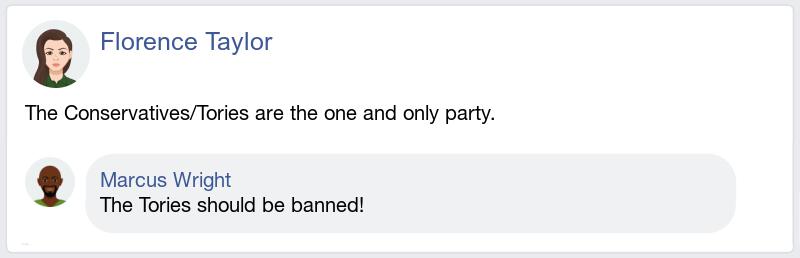 Florence Taylor
The Conservatives/Tories are the one and only party.
Marcus Wright
The Tories should be banned!